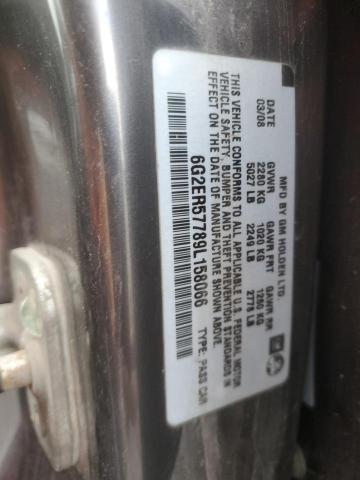 MFD BY GM HOLDEN LTD.
DATE GVWR GAWR FRT GAWR RR
03/08 2280 KG 1020 KG 1260 KG
5027 LB 2249 LB 2778 LB
THIS VEHICLE CONFORMS TO ALL APPLICABLE U.S. FEDERAL MOTOR
VEHICLE SAFETY, BUMPER AND THEFT PREVENTION STANDARDS IN
EFFECT ON THE DATE OF MANUFACTURE SHOWN ABOVE.
6G2ER57789L158066 TYPE: PASS CAR